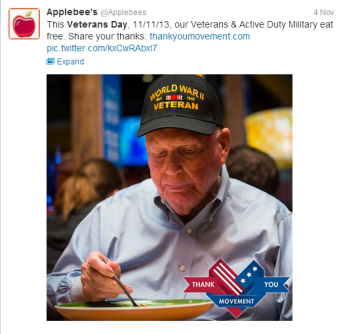 Applebee's @Applebees 4 Nov
This Veterans Day, 11/11/13, our Veterans & Active Duty Military eat
free. Share your thanks: thankyoumovement.com
pic.twitter.com/kxCwRAbxl7
Expand
WORLD WAR II
VETERAN
THANK YOU
MOVEMENT